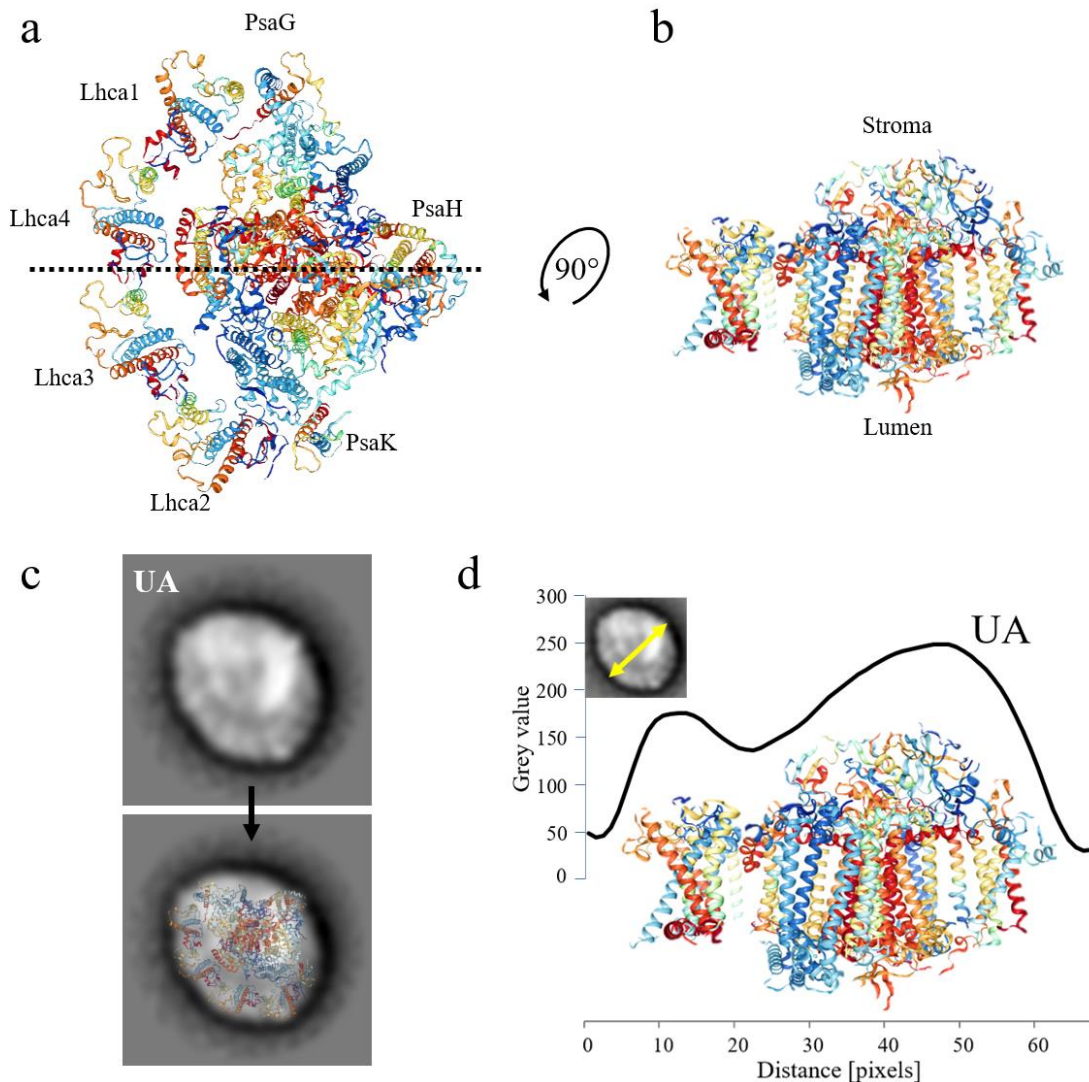 a
PsaG
Lhca1
Lhca4
PsaH
Lhca3
PsaK
Lhca2
b
Stroma
90°
Lumen
c
UA
d
UA
Grey value
300
250
200
150
100
50
0
0 10 20 30 40 50 60
Distance [pixels]